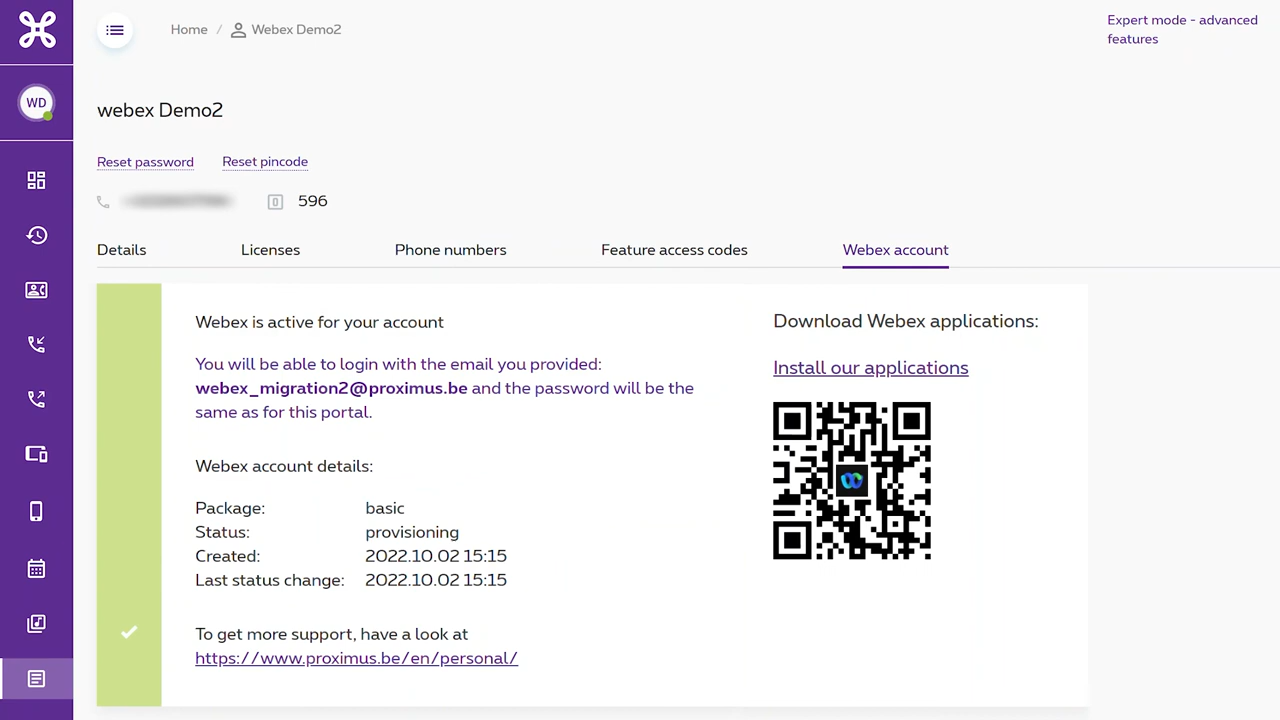 Home / Webex Demo2
Expert mode - advanced
features
WD
webex Demo2
Reset password Reset pincode
0 596
Details Licenses Phone numbers Feature access codes Webex account
Webex is active for your account
You will be able to login with the email you provided:
webex_migration2@proximus.be and the password will be the
same as for this portal.
Webex account details:
Package: basic
Status: provisioning
Created: 2022.10.02 15:15
Last status change: 2022.10.02 15:15
To get more support, have a look at
https://www.proximus.be/en/personal/
Download Webex applications:
Install our applications